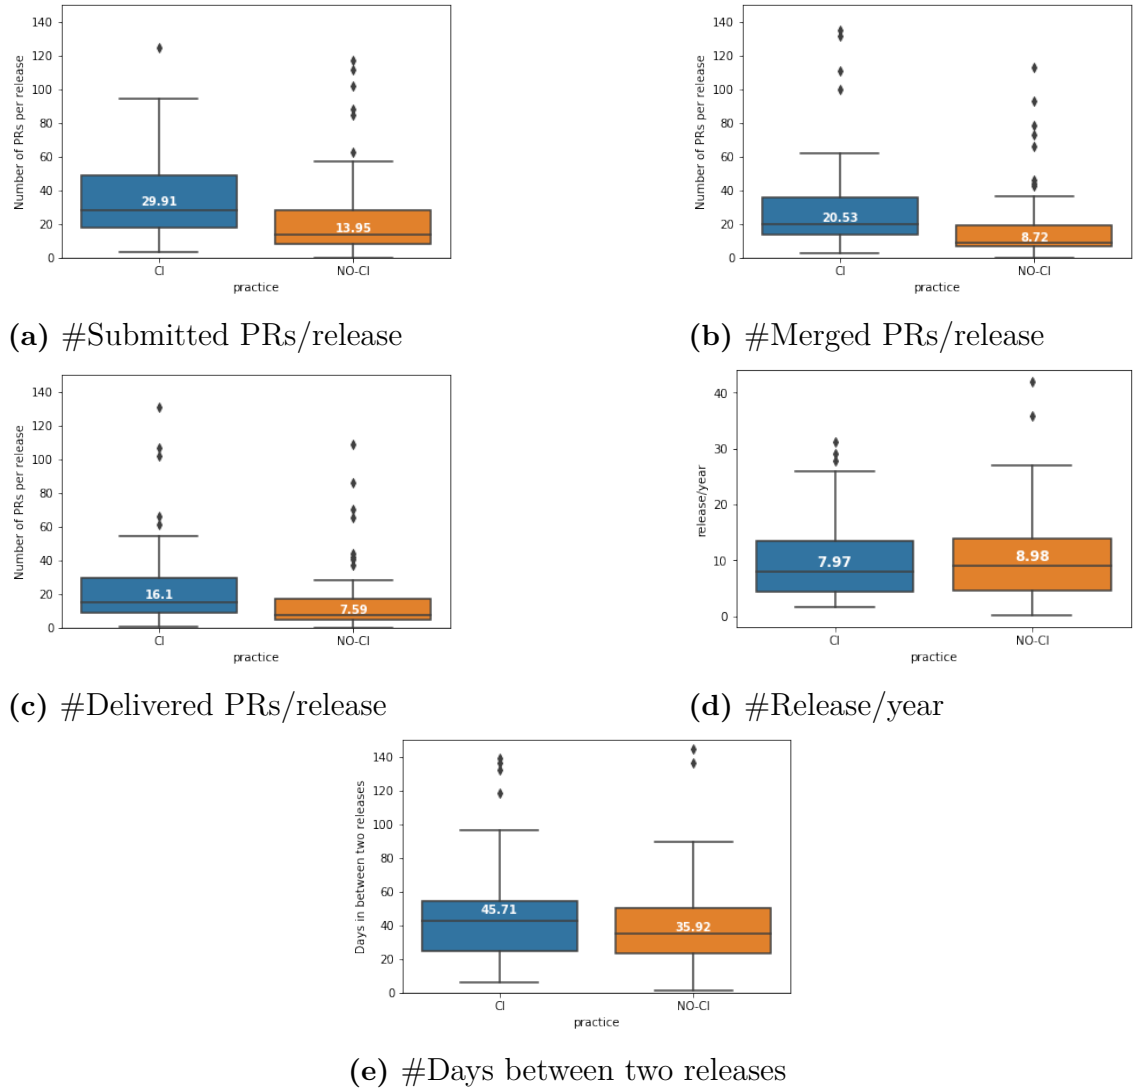 140
120
100
80
60
40
20
0
Number of PRs per release
29.91
13.95
CI
NO-CI
practice
(a) #Submitted PRs/release
140
120
100
80
60
40
20
0
Number of PRs per release
20.53
8.72
CI
NO-CI
practice
(b) #Merged PRs/release
140
120
100
80
60
40
20
0
Number of PRs per release
16.1
7.59
CI
NO-CI
practice
(c) #Delivered PRs/release
40
30
20
10
0
release/year
7.97
8.98
CI
NO-CI
practice
(d) #Release/year
140
120
100
80
60
40
20
0
Days in between two releases
45.71
35.92
CI
NO-CI
practice
(e) #Days between two releases